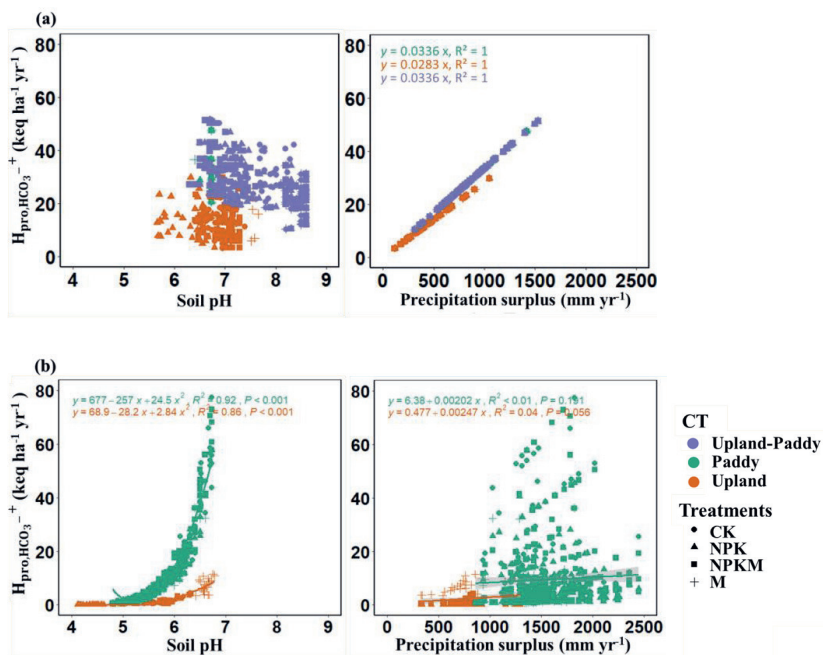 (a)
H_pro,HCO₃⁻⁺ (keq ha⁻¹ yr⁻¹)
80
60
40
20
0
4 5 6 7 8 9
Soil pH
y = 0.0336 x, R² = 1
y = 0.0283 x, R² = 1
y = 0.0336 x, R² = 1
80
60
40
20
0
0 500 1000 1500 2000 2500
Precipitation surplus (mm yr⁻¹)
(b)
H_pro,HCO₃⁻⁺ (keq ha⁻¹ yr⁻¹)
80
60
40
20
0
y = 677 − 257 x + 24.5 x², R² = 0.92, P < 0.001
y = 68.9 − 28.2 x + 2.84 x², R² = 0.86, P < 0.001
4 5 6 7 8 9
Soil pH
80
60
40
20
0
y = 6.38 + 0.00202 x, R² < 0.01, P = 0.191
y = 0.477 + 0.00247 x, R² = 0.04, P = 0.056
0 500 1000 1500 2000 2500
Precipitation surplus (mm yr⁻¹)
CT
Upland-Paddy
Paddy
Upland
Treatments
CK
NPK
NPKM
M